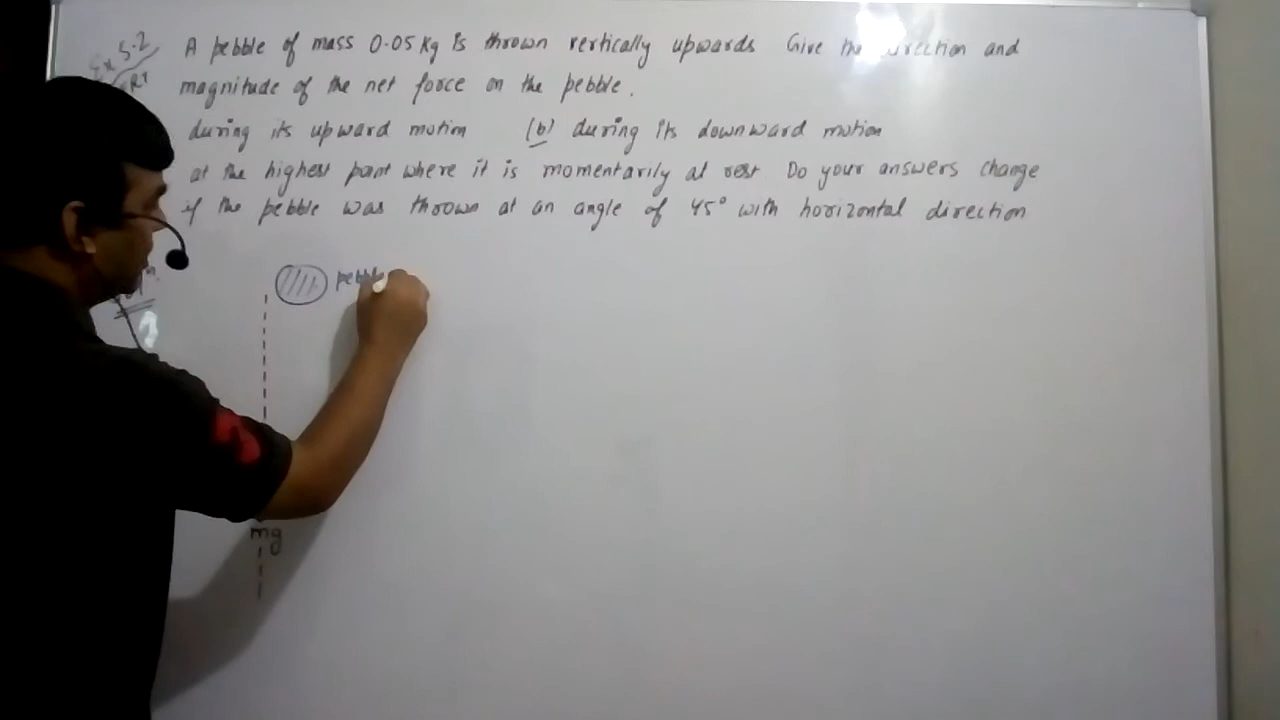 Ex 5.2
A pebble of mass 0.05 Kg is thrown vertically upwards Give the direction and
magnitude of the net force on the pebble.
during its upward motion (b) during its downward motion
at the highest point where it is momentarily at rest Do your answers change
if the pebble was thrown at an angle of 45° with horizontal direction
pebble
mg